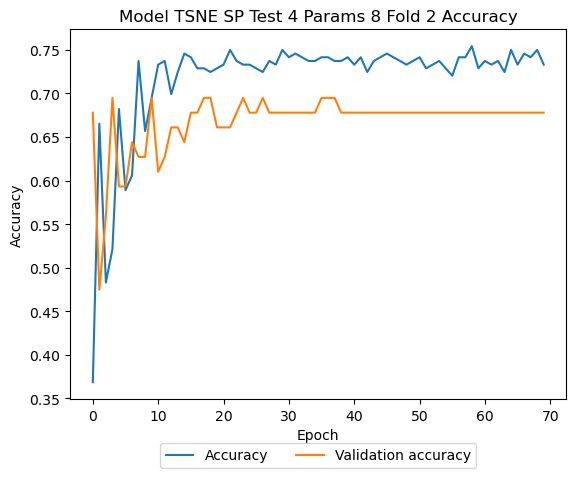 Model TSNE SP Test 4 Params 8 Fold 2 Accuracy
0.75
0.70
0.65
0.60
0.55
0.50
0.45
0.40
0.35
Accuracy
0 10 20 30 40 50 60 70
Epoch
Accuracy Validation accuracy